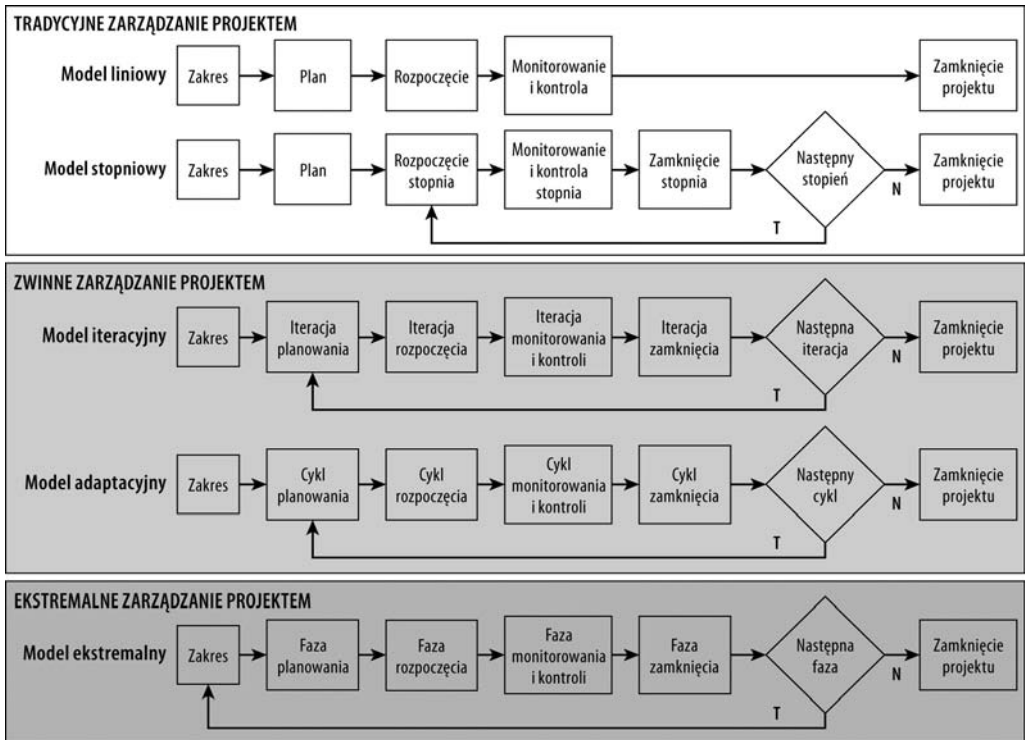 TRADYCYJNE ZARZĄDZANIE PROJEKTEM
Model liniowy
Zakres
Plan
Rozpoczęcie
Monitorowanie
i kontrola
Zamknięcie
projektu
Model stopniowy
Zakres
Plan
Rozpoczęcie
stopnia
Monitorowanie
i kontrola
stopnia
Zamknięcie
stopnia
Następny
stopień
N
T
Zamknięcie
projektu
ZWINNE ZARZĄDZANIE PROJEKTEM
Model iteracyjny
Zakres
Iteracja
planowania
Iteracja
rozpoczęcia
Iteracja
monitorowania
i kontroli
Iteracja
zamknięcia
Następna
iteracja
N
T
Zamknięcie
projektu
Model adaptacyjny
Zakres
Cykl
planowania
Cykl
rozpoczęcia
Cykl
monitorowania
i kontroli
Cykl
zamknięcia
Następny
cykl
N
T
Zamknięcie
projektu
EKSTREMALNE ZARZĄDZANIE PROJEKTEM
Model ekstremalny
Zakres
Faza
planowania
Faza
rozpoczęcia
Faza
monitorowania
i kontroli
Faza
zamknięcia
Następna
faza
N
T
Zamknięcie
projektu